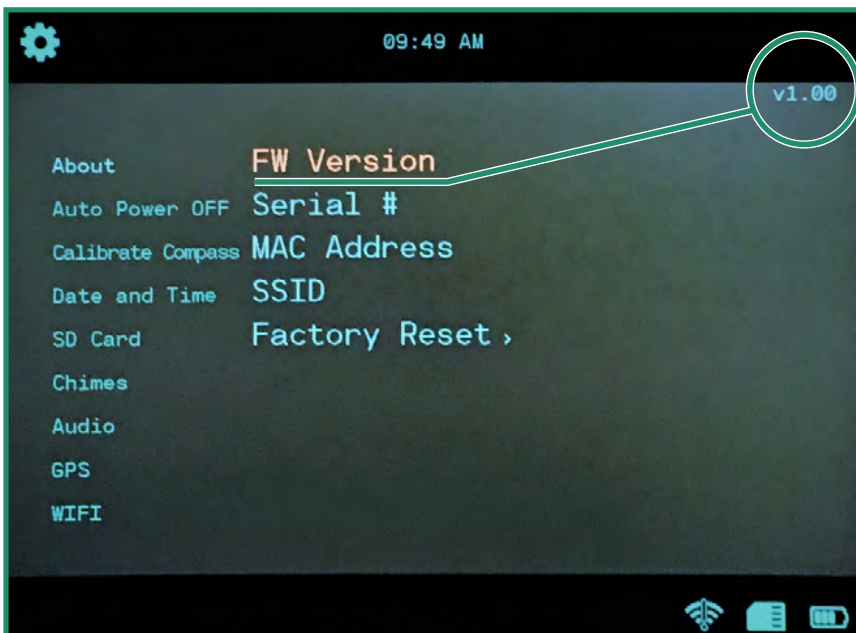 09:49 AM
v1.00
About
FW Version
Auto Power OFF
Serial #
Calibrate Compass
MAC Address
Date and Time
SSID
SD Card
Factory Reset ›
Chimes
Audio
GPS
WIFI